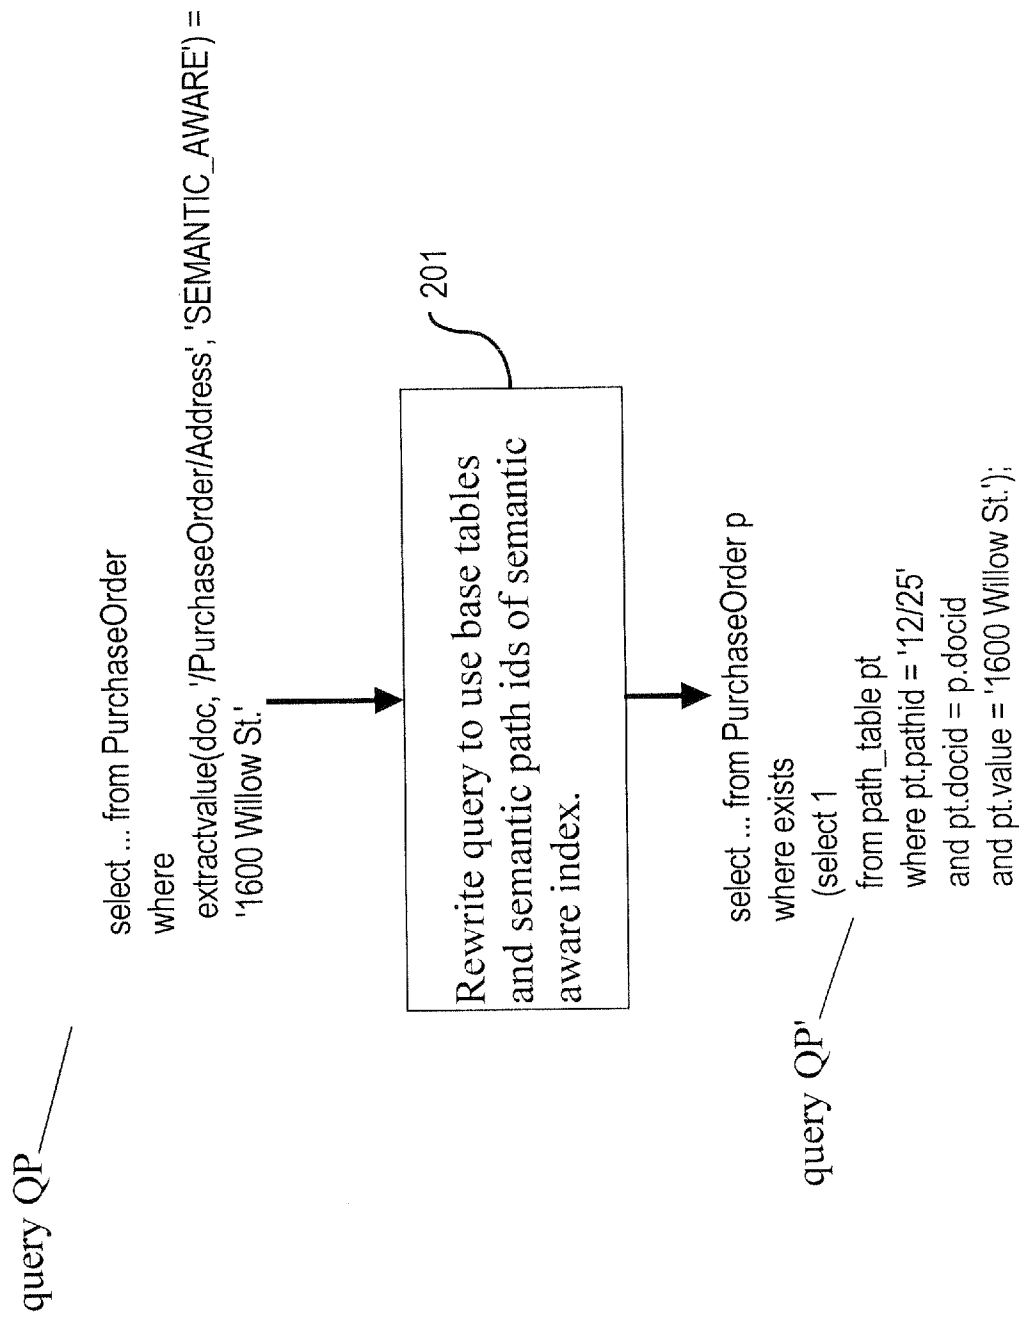 query QP
select ... from PurchaseOrder
where
extractvalue(doc, '/PurchaseOrder/Address', 'SEMANTIC_AWARE') =
'1600 Willow St.'
201
Rewrite query to use base tables
and semantic path ids of semantic
aware index.
query QP'
select ... from PurchaseOrder p
where exists
(select 1
from path_table pt
where pt.pathid = '12/25'
and pt.docid = p.docid
and pt.value = '1600 Willow St.');